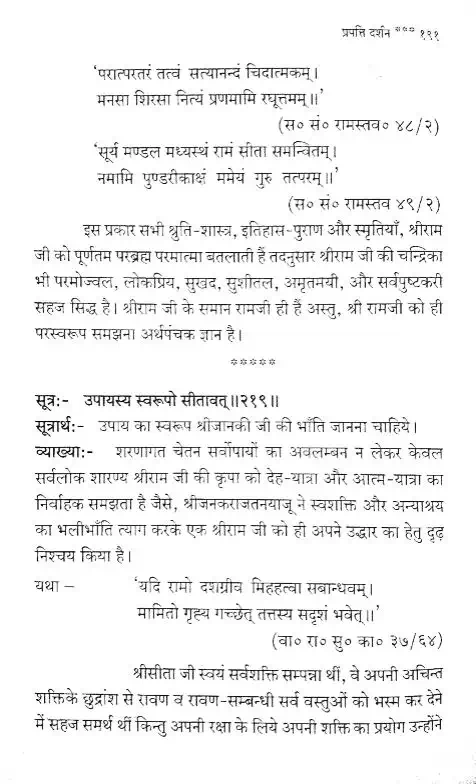 प्रपत्ति दर्शन *** १९१
‘परात्परतरं तत्वं सत्यानन्दं चिदात्मकम्।
मनसा शिरसा नित्यं प्रणमामि रघूत्तमम्॥’
(स० सं० रामस्तव० ४८/२)
‘सूर्य मण्डल मध्यस्थं रामं सीता समन्वितम्।
नमामि पुण्डरीकाक्षं ममेयं गुरु तत्परम्॥’
(स० सं० रामस्तव ४९/२)
इस प्रकार सभी श्रुति-शास्त्र, इतिहास-पुराण और स्मृतियाँ, श्रीराम
जी को पूर्णतम परब्रह्म परमात्मा बतलाती हैं तदनुसार श्रीराम जी की चन्द्रिका
भी परमोज्वल, लोकप्रिय, सुखद, सुशीतल, अमृतमयी, और सर्वपुष्टकरी
सहज सिद्ध है। श्रीराम जी के समान रामजी ही हैं अस्तु, श्री रामजी को ही
परस्वरूप समझना अर्थपंचक ज्ञान है।
*****
सूत्र:- उपायस्य स्वरूपो सीतावत्॥२१९॥
सूत्रार्थ:- उपाय का स्वरूप श्रीजानकी जी की भाँति जानना चाहिये।
व्याख्या:- शरणागत चेतन सर्वोपायों का अवलम्बन न लेकर केवल
सर्वलोक शारण्य श्रीराम जी की कृपा को देह-यात्रा और आत्म-यात्रा का
निर्वाहक समझता है जैसे, श्रीजनकराजतनयाजू ने स्वशक्ति और अन्याश्रय
का भलीभाँति त्याग करके एक श्रीराम जी को ही अपने उद्धार का हेतु दृढ़
निश्चय किया है।
यथा – ‘यदि रामो दशग्रीव मिहहत्वा सबान्धवम्।
मामितो गृह्य गच्छेत् तत्तस्य सदृशं भवेत्॥’
(वा० रा० सु० का० ३७/६४)
श्रीसीता जी स्वयं सर्वशक्ति सम्पन्ना थीं, वे अपनी अचिन्त
शक्तिके छुद्रांश से रावण व रावण-सम्बन्धी सर्व वस्तुओं को भस्म कर देने
में सहज समर्थ थीं किन्तु अपनी रक्षा के लिये अपनी शक्ति का प्रयोग उन्होंने